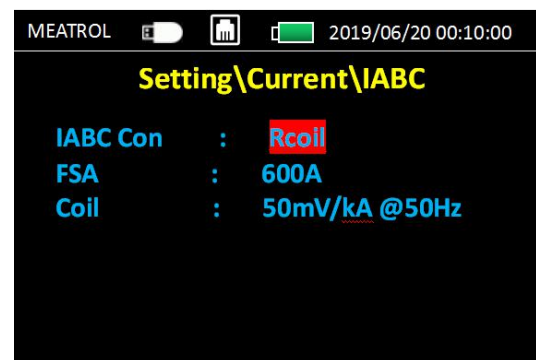 MEATROL 2019/06/20 00:10:00
Setting\Current\IABC
IABC Con : Rcoil
FSA : 600A
Coil : 50mV/kA @50Hz